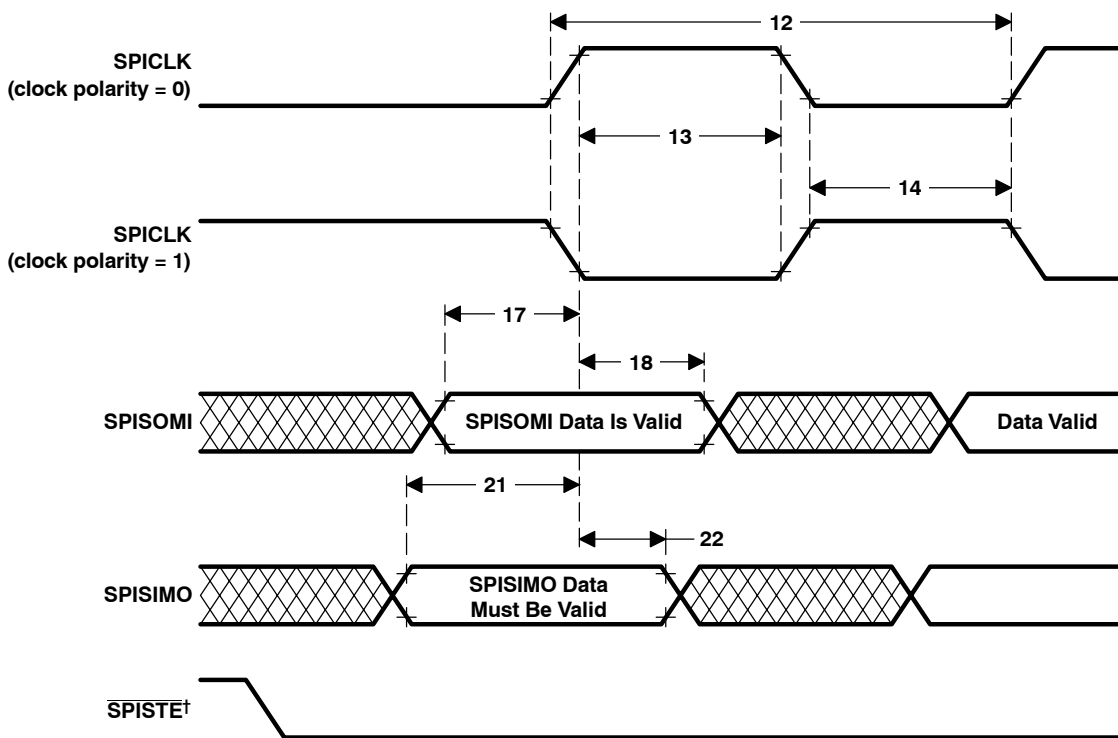 12
SPICLK
(clock polarity = 0)
13
14
SPICLK
(clock polarity = 1)
17
18
SPISOMI
SPISOMI Data Is Valid
Data Valid
21
22
SPISIMO
SPISIMO Data
Must Be Valid
SPISTE†